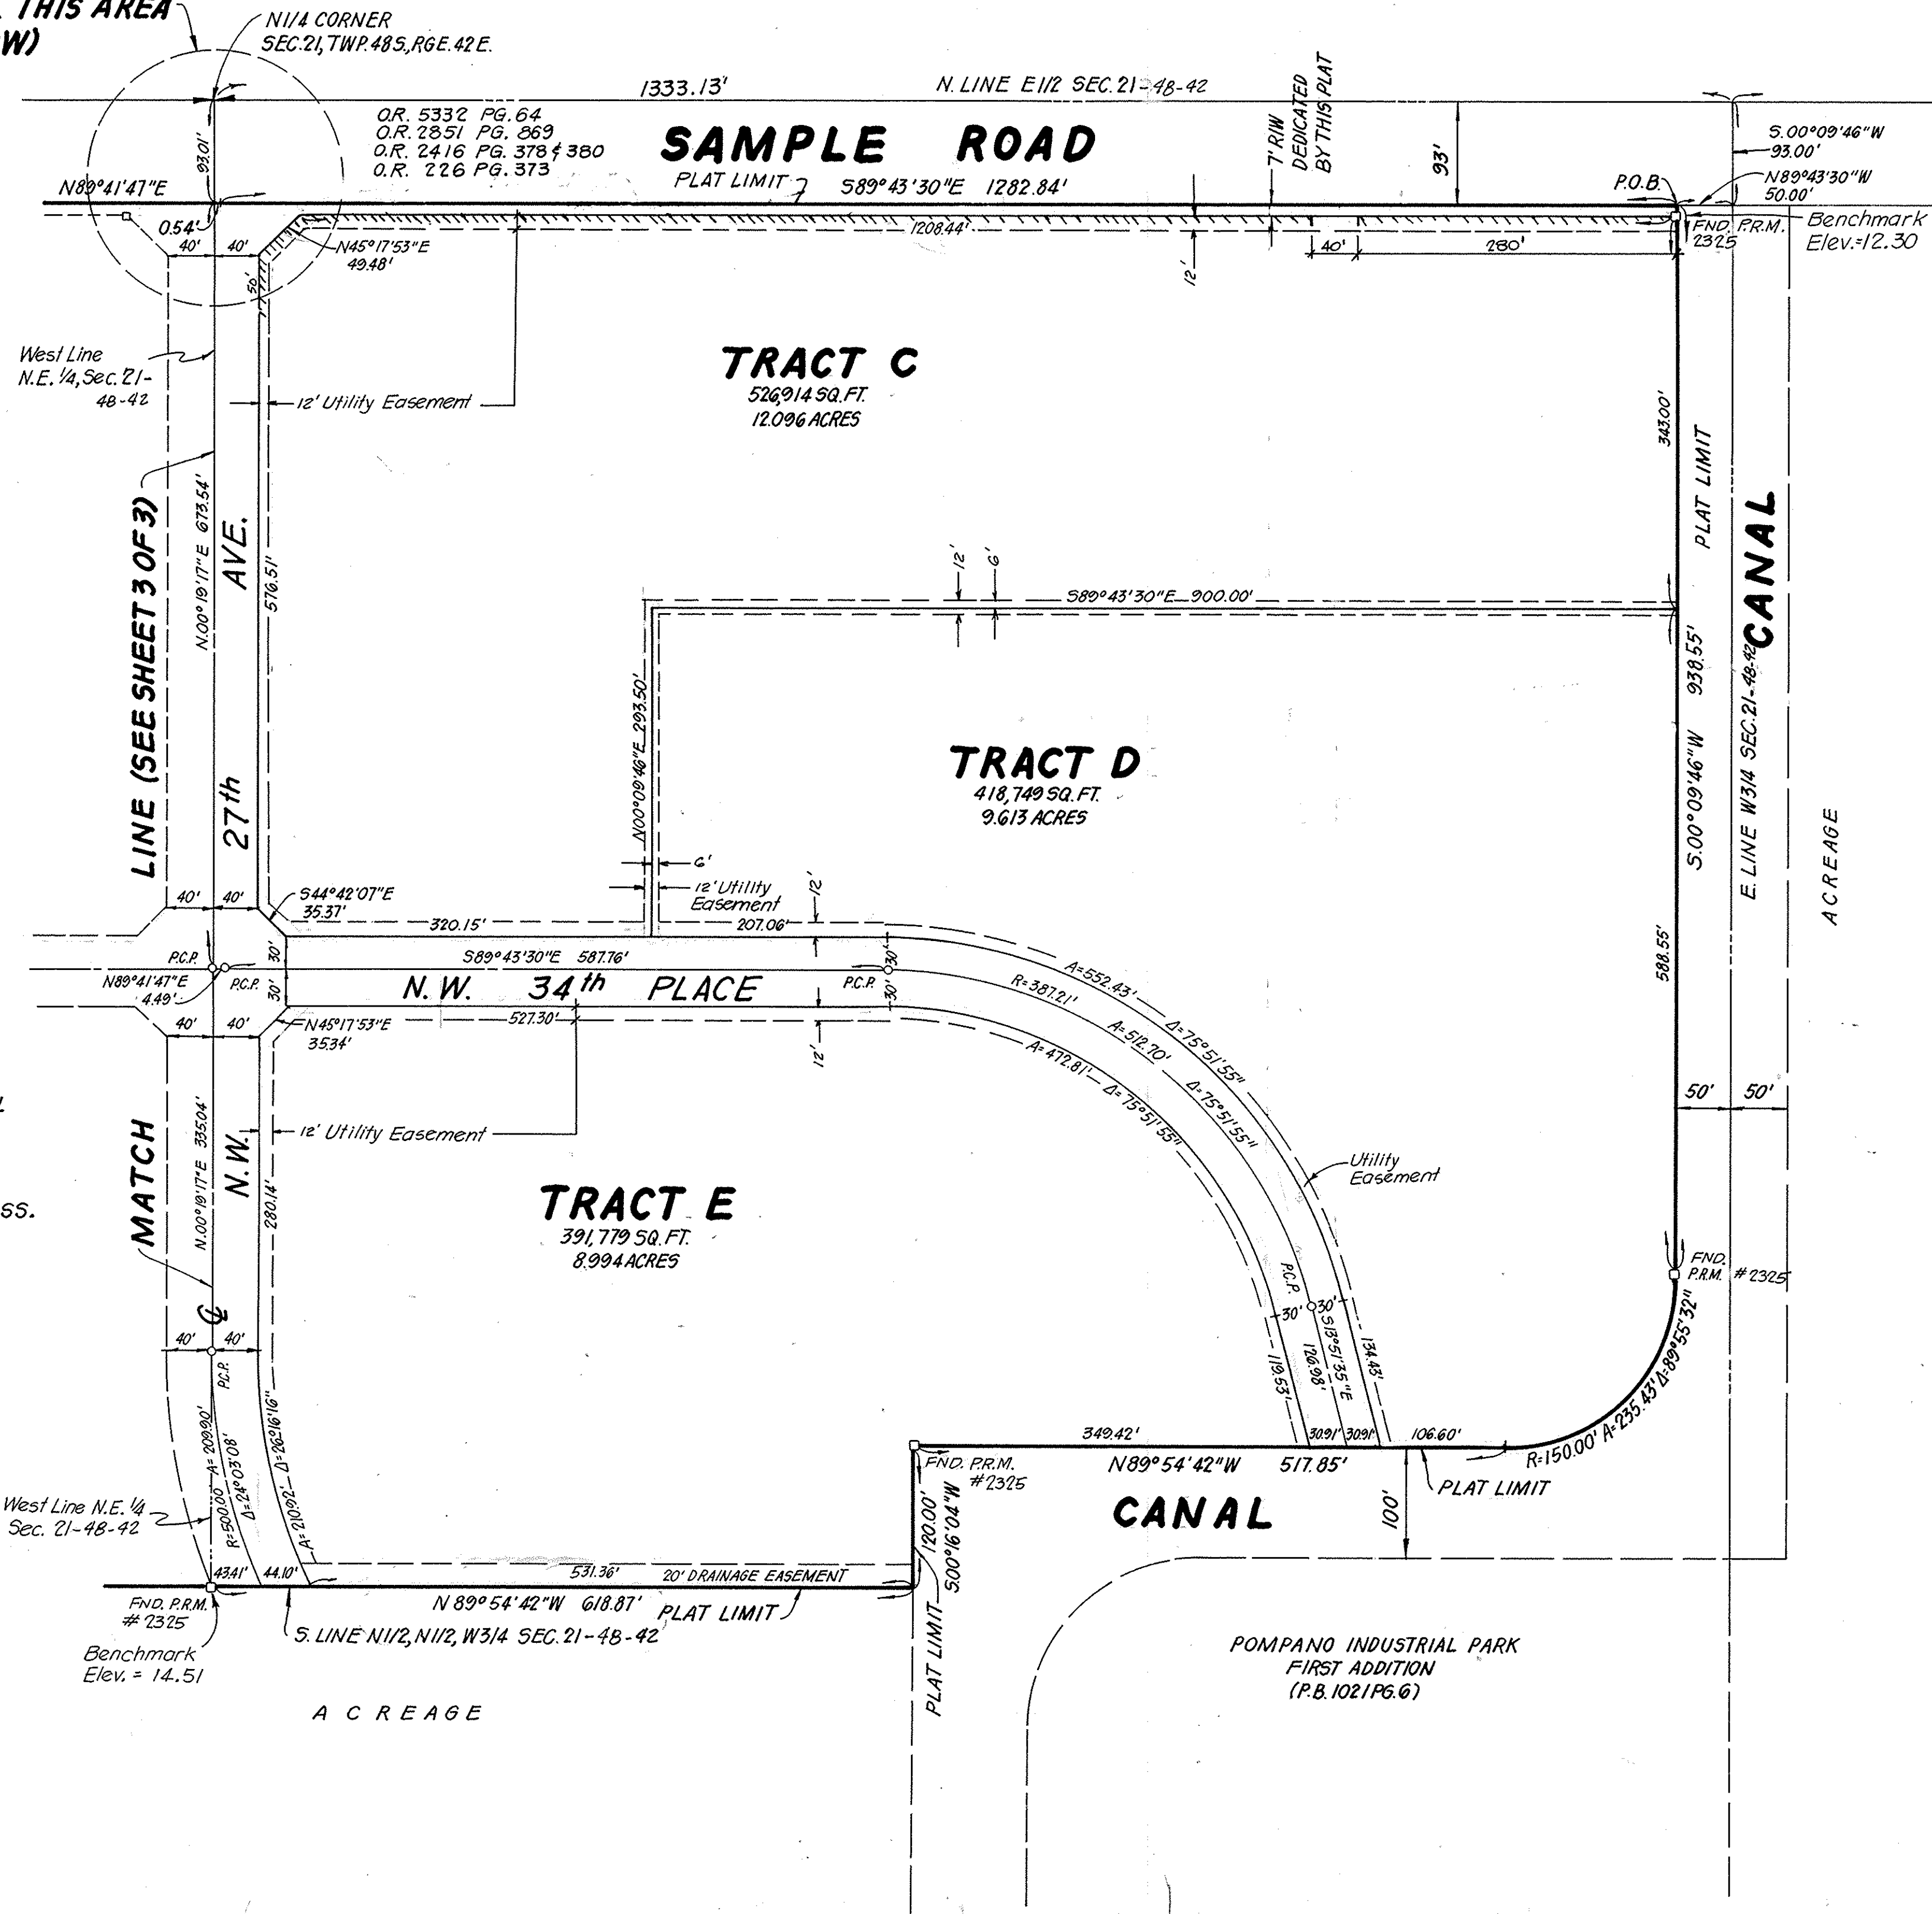 THIS AREA
W)
N1/4 CORNER
SEC.21, TWP.48S., RGE.42E.
1333.13'
N. LINE E1/2 SEC.21-48-42
O.R. 5332 PG.64
O.R. 2851 PG. 869
O.R. 2416 PG. 378 & 380
O.R. 226 PG. 373
SAMPLE ROAD
PLAT LIMIT
S89°43'30"E 1282.84'
7' R/W
DEDICATED
BY THIS PLAT
93'
S.00°09'46"W
93.00'
N89°43'30"W
50.00'
P.O.B.
FND. P.R.M.
2325
Benchmark
Elev.=12.30
93.01'
N89°41'47"E
0.54'
40' 40'
N45°17'53"E
49.48'
50'
1208.44'
12'
40'
280'
West Line
N.E. 1/4, Sec. 21-
48-42
12' Utility Easement
TRACT C
526,914 SQ.FT.
12.096 ACRES
343.00'
PLAT LIMIT
CANAL
LINE (SEE SHEET 3 OF 3)
N.00°19'17"E 673.54'
AVE.
27th
576.51'
12'
6'
S89°43'30"E 900.00'
N00°09'46"E 293.50'
938.55'
S.00°09'46"W
E. LINE W3/4 SEC.21-48-42
ACREAGE
TRACT D
418,749 SQ.FT.
9.613 ACRES
6'
12' Utility
Easement
12'
40' 40'
S44°42'07"E
35.37'
320.15'
207.06'
588.55'
P.C.P.
N89°41'47"E
4.49'
P.C.P.
30'
30'
S89°43'30"E 587.76'
N.W. 34th PLACE
P.C.P.
30'
30'
40' 40'
N45°17'53"E
35.34'
527.30'
12'
A=552.43'
Δ=75°51'55"
R=387.21'
A=512.70'
Δ=75°51'55"
A=472.81'
Δ=75°51'55"
50' 50'
MATCH
N.00°19'17"E 335.04'
N.W.
280.14'
12' Utility Easement
Utility
Easement
ss.
TRACT E
391,779 SQ.FT.
8.994 ACRES
FND.
P.R.M. #2325
P.C.P.
30' 30'
S13°51'35"E
126.98'
119.53'
134.43'
℄
40' 40'
P.C.P.
A=209.90'
R=500.00'
Δ=24°03'08"
A=210.92'
Δ=26°16'16"
R=150.00' A=235.43' Δ=89°55'32"
349.42'
30.91' 30.91'
106.60'
FND. P.R.M.
#2325
N89°54'42"W 517.85'
PLAT LIMIT
CANAL
100'
West Line N.E. 1/4
Sec. 21-48-42
43.41' 44.10'
531.36'
20' DRAINAGE EASEMENT
120.00'
S.00°16'04"W
FND. P.R.M.
# 2325
N 89°54'42"W 618.87'
PLAT LIMIT
S. LINE N1/2, N1/2, W3/4 SEC. 21-48-42
Benchmark
Elev. = 14.51
PLAT LIMIT
POMPANO INDUSTRIAL PARK
FIRST ADDITION
(P.B. 102/PG.6)
ACREAGE